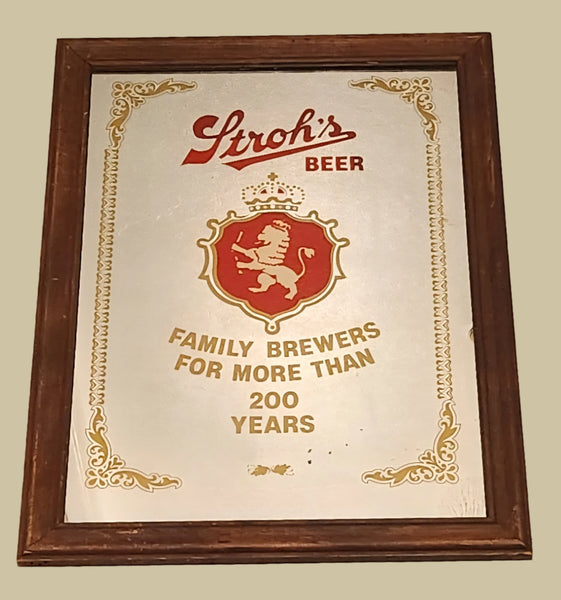 Stroh's
BEER
FAMILY BREWERS
FOR MORE THAN
200
YEARS